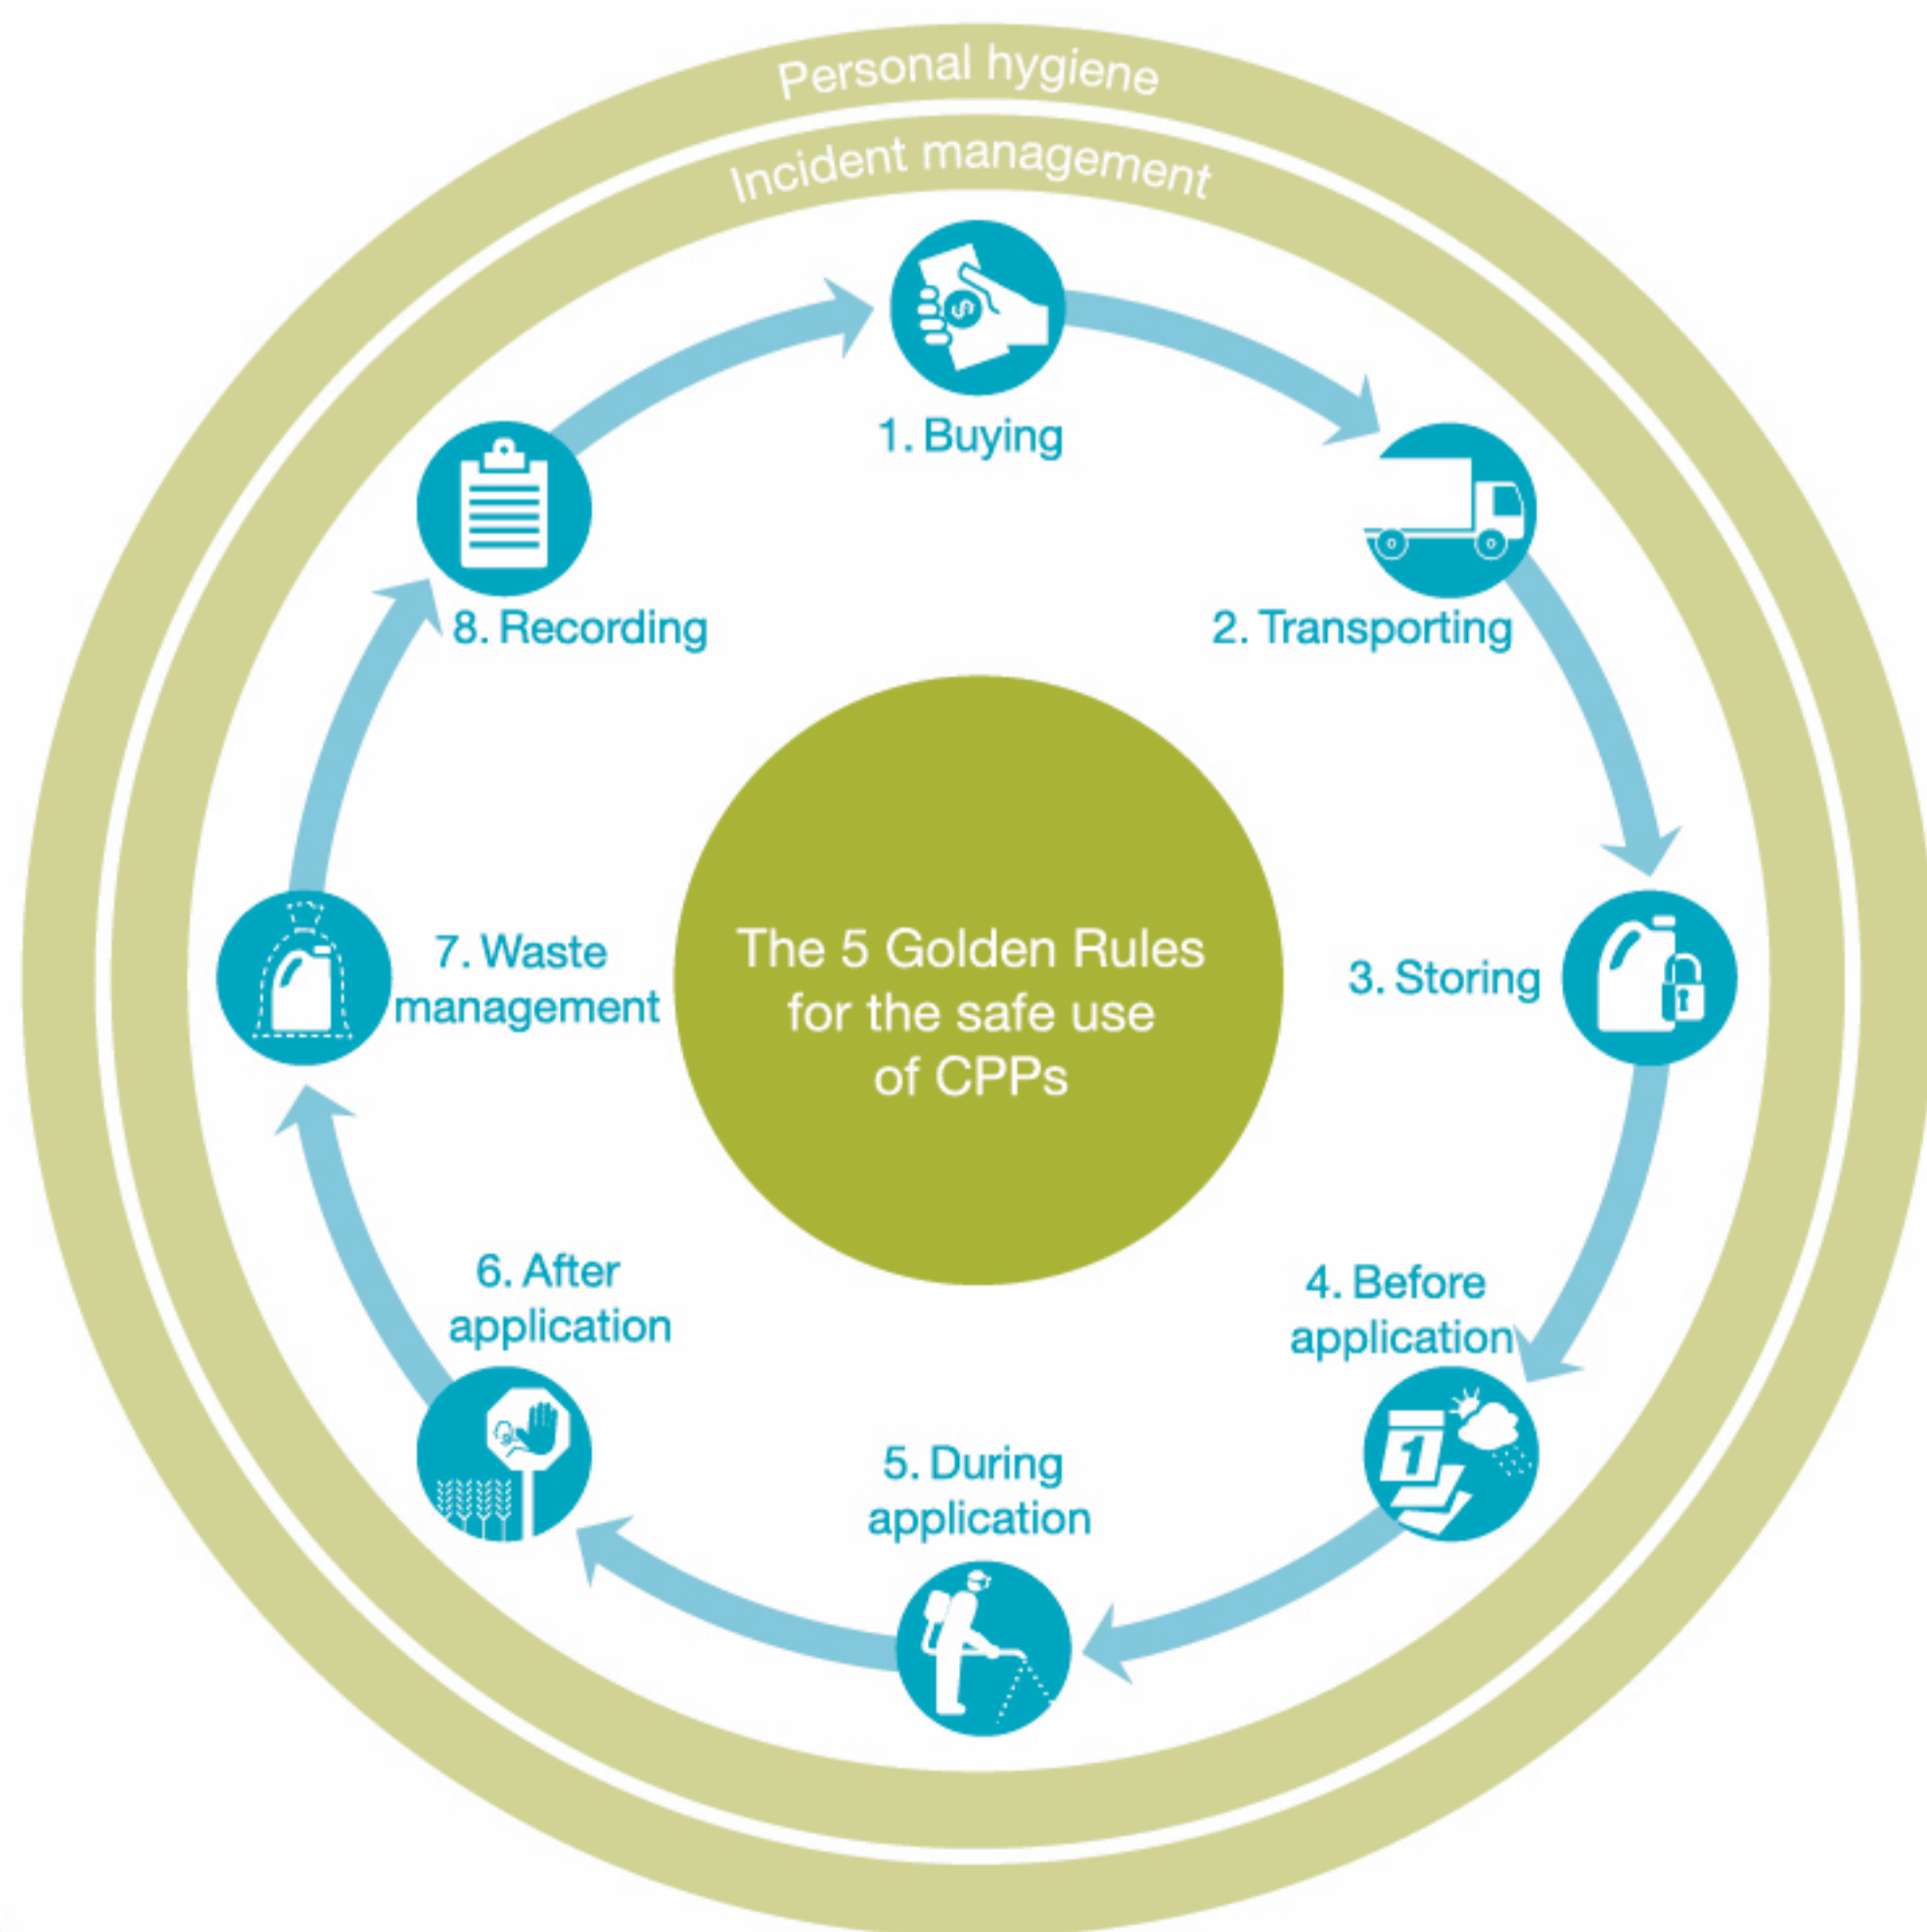 Personal hygiene
Incident management
1. Buying
2. Transporting
3. Storing
4. Before
application
5. During
application
6. After
application
7. Waste
management
8. Recording
The 5 Golden Rules
for the safe use
of CPPs
$
1